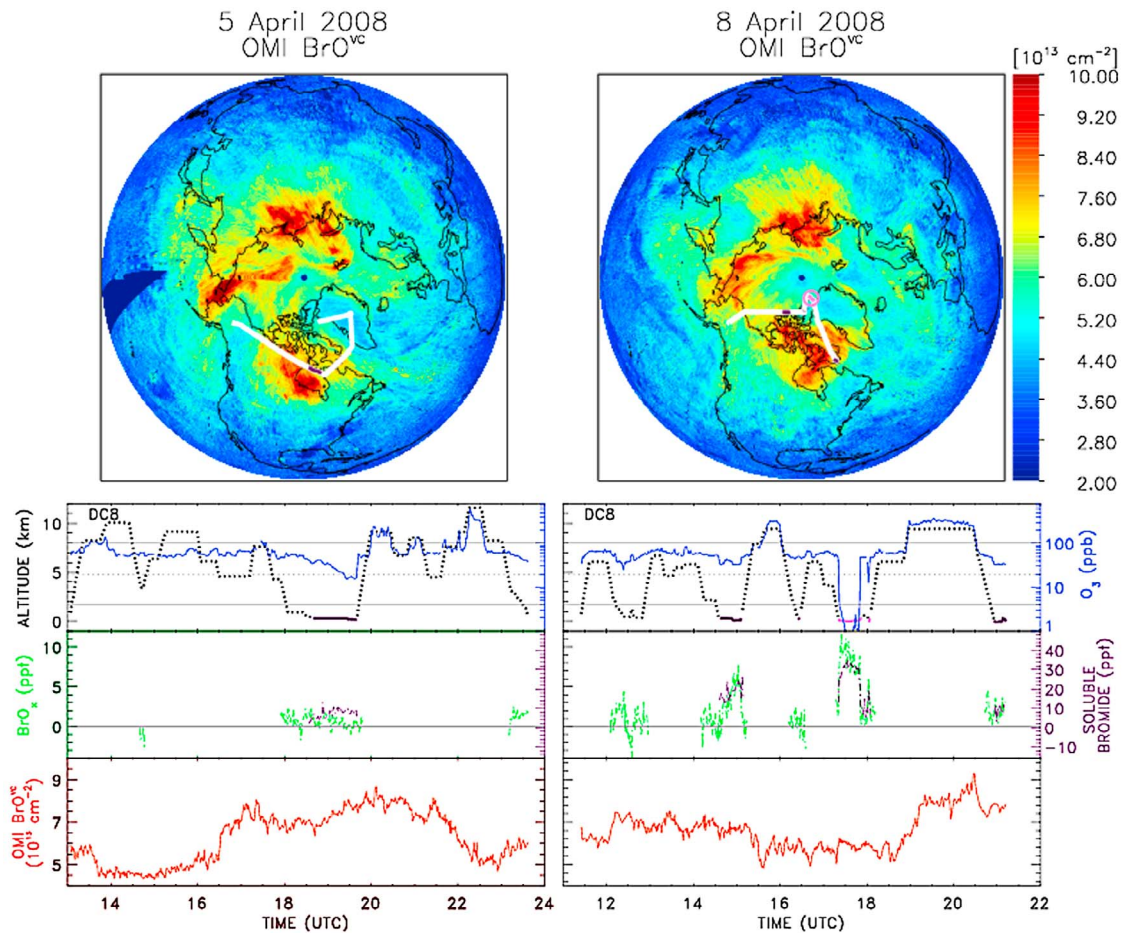 5 April 2008
OMI BrO^VC
8 April 2008
OMI BrO^VC
[10^13 cm^-2]
10.00
8.40
7.60
6.80
6.00
5.20
4.40
3.60
2.80
2.00
DC8
DC8
ALTITUDE (km)
10
5
0
100
10
1
O3 (ppb)
BrOx (ppt)
10
5
0
40
30
20
10
0
-10
SOLUBLE
BROMIDE (ppt)
OMI BrO^VC
(10^13 cm^-2)
9
7
5
14 16 18 20 22 24
12 14 16 18 20 22
TIME (UTC)
TIME (UTC)